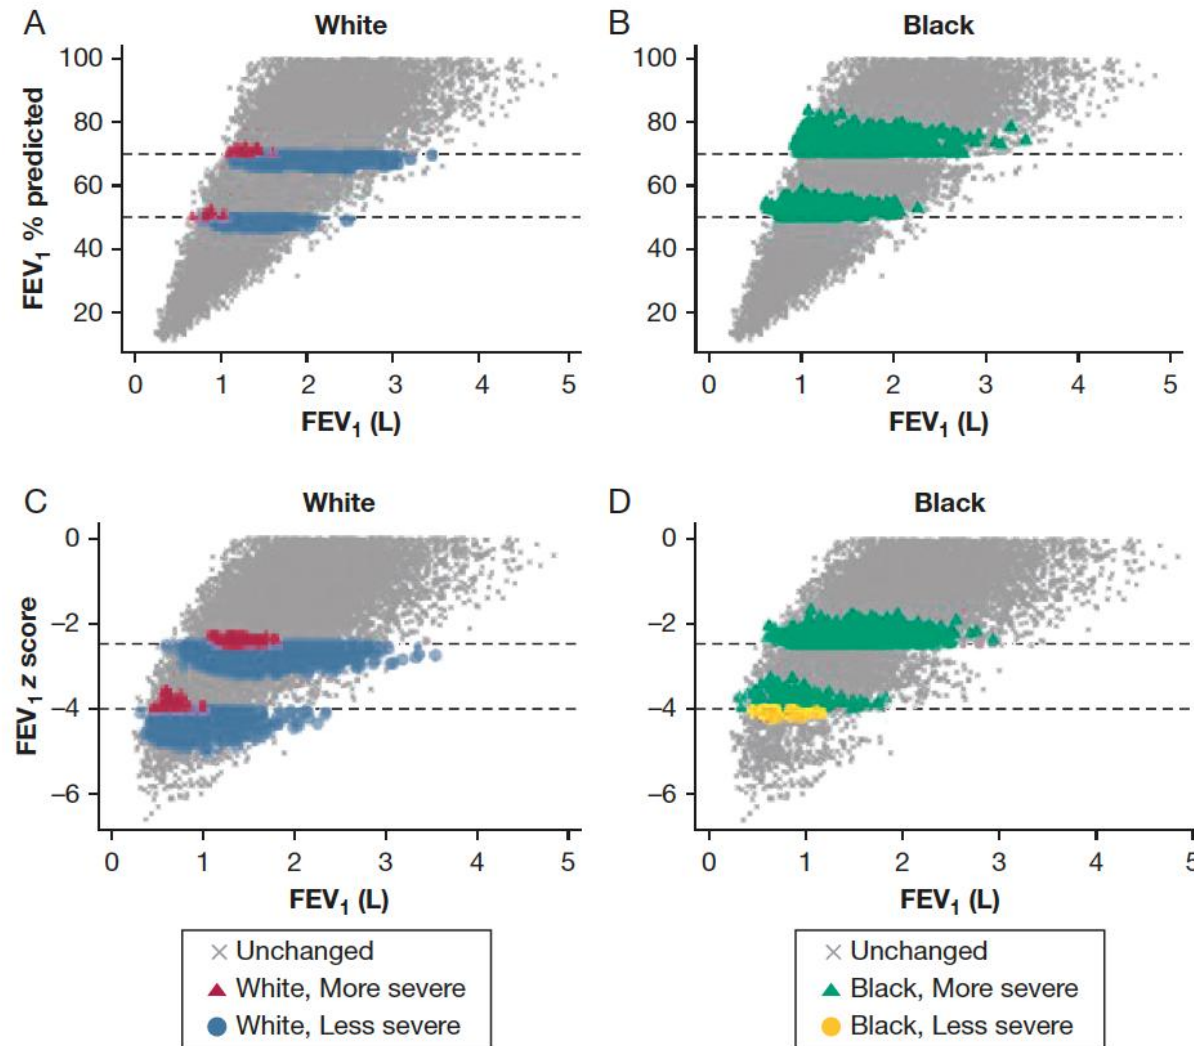 A
White
FEV₁ % predicted
100
80
60
40
20
0 1 2 3 4 5
FEV₁ (L)
B
Black
100
80
60
40
20
0 1 2 3 4 5
FEV₁ (L)
C
White
FEV₁ z score
0
–2
–4
–6
0 1 2 3 4 5
FEV₁ (L)
D
Black
0
–2
–4
–6
0 1 2 3 4 5
FEV₁ (L)
Unchanged
White, More severe
White, Less severe
Unchanged
Black, More severe
Black, Less severe